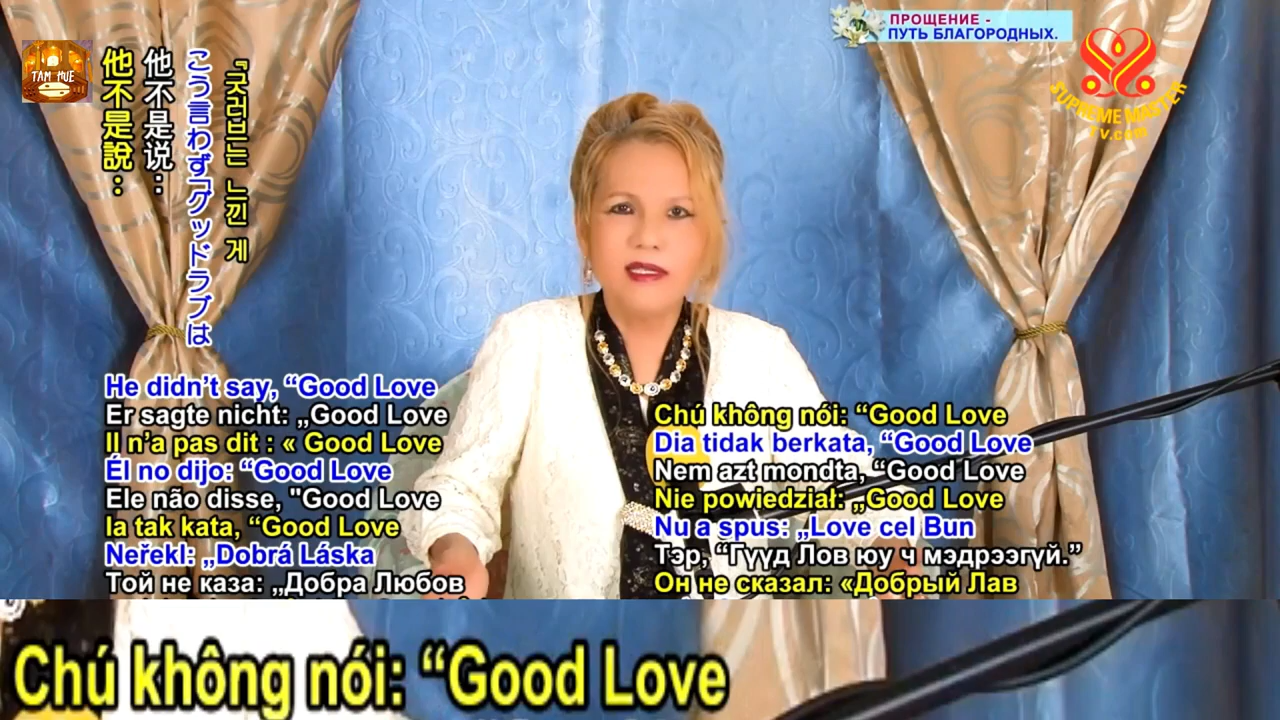 ПРОЩЕНИЕ -
ПУТЬ БЛАГОРОДНЫХ.
SUPREME MASTER
TV.com
TAM HUE
『굿러브는 느낀 게
こう言わず「グッドラブは
他不是说：
他不是說：
He didn’t say, “Good Love
Er sagte nicht: „Good Love
Il n’a pas dit : « Good Love
Él no dijo: “Good Love
Ele não disse, "Good Love
Ia tak kata, “Good Love
Neřekl: „Dobrá Láska
Той не каза: „Добра Любов
Chú không nói: “Good Love
Dia tidak berkata, “Good Love
Nem azt mondta, “Good Love
Nie powiedział: „Good Love
Nu a spus: „Love cel Bun
Тэр, “Гүүд Лов юу ч мэдрээгүй.”
Он не сказал: «Добрый Лав
Chú không nói: “Good Love